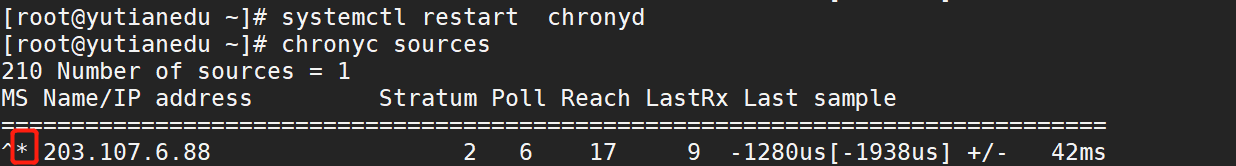 [root@yutianedu ~]# systemctl restart  chronyd
[root@yutianedu ~]# chronyc sources
210 Number of sources = 1
MS Name/IP address         Stratum Poll Reach LastRx Last sample
===============================================================================
^* 203.107.6.88                  2   6    17     9  -1280us[-1938us] +/-   42ms